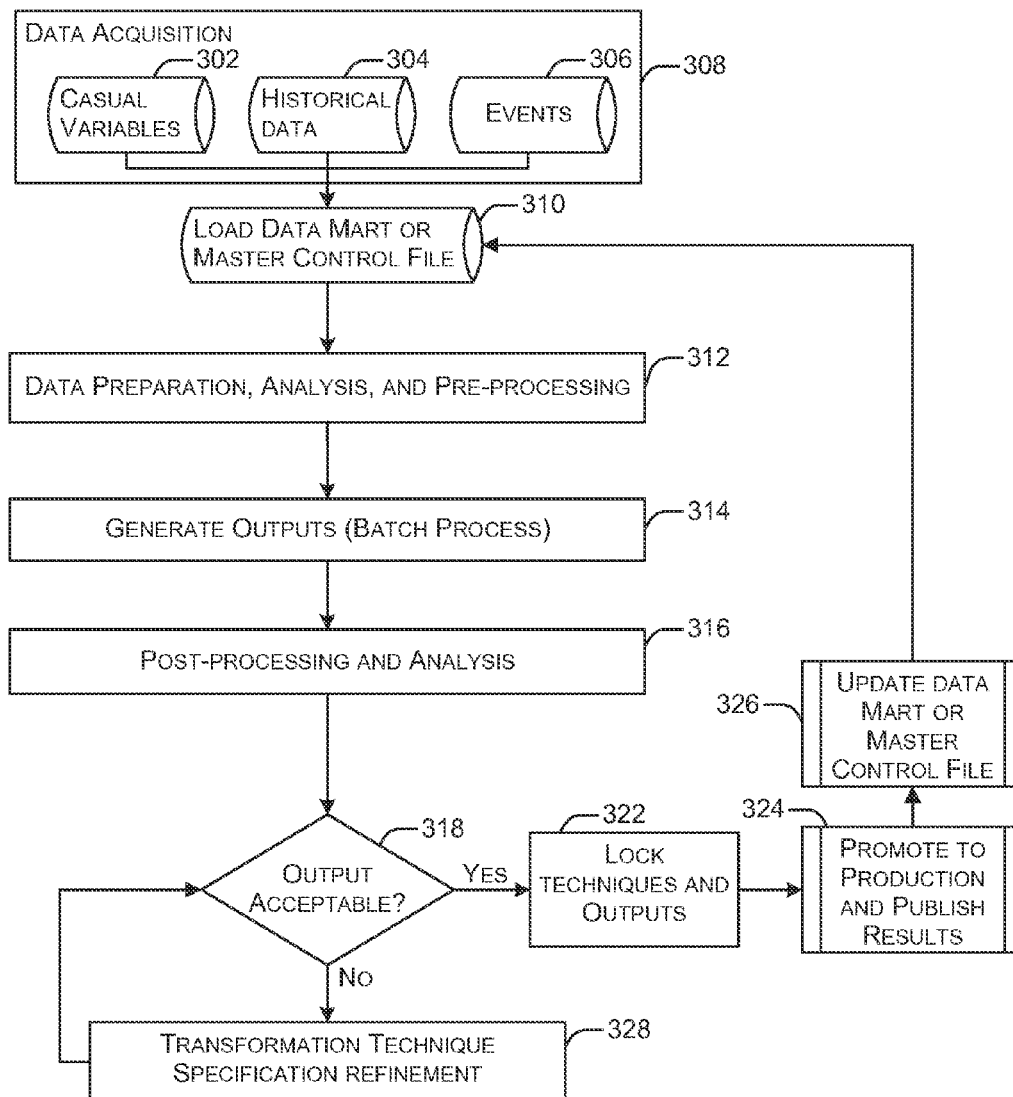 DATA ACQUISITION
302
304
306
308
CASUAL
VARIABLES
HISTORICAL
DATA
EVENTS
310
LOAD DATA MART OR
MASTER CONTROL FILE
312
DATA PREPARATION, ANALYSIS, AND PRE-PROCESSING
314
GENERATE OUTPUTS (BATCH PROCESS)
316
POST-PROCESSING AND ANALYSIS
318
OUTPUT
ACCEPTABLE?
YES
NO
322
LOCK
TECHNIQUES AND
OUTPUTS
324
PROMOTE TO
PRODUCTION
AND PUBLISH
RESULTS
326
UPDATE DATA
MART OR
MASTER
CONTROL FILE
328
TRANSFORMATION TECHNIQUE
SPECIFICATION REFINEMENT